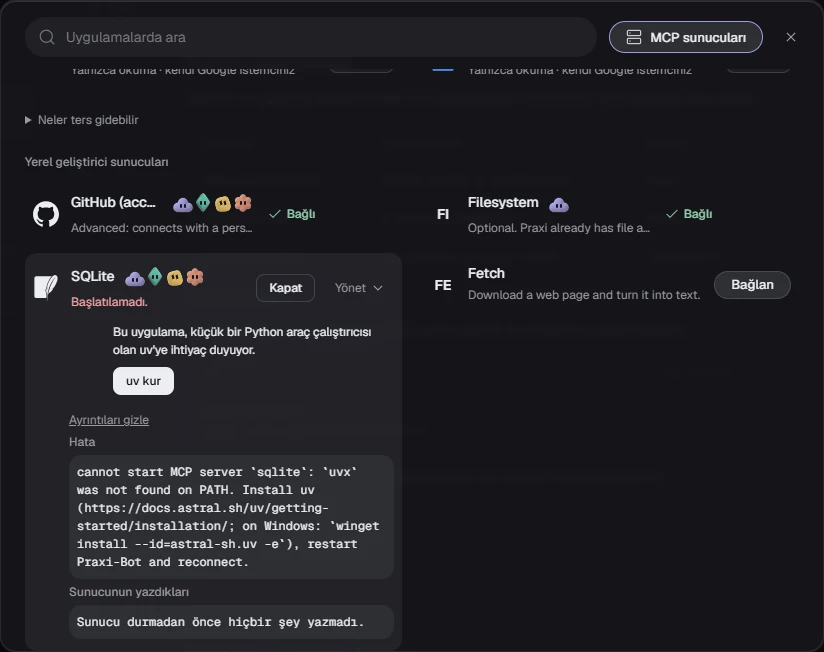 Uygulamalarda ara
MCP sunucuları
Yalnızca okuma · kendi Google istemciniz
Yalnızca okuma · kendi Google istemciniz
Neler ters gidebilir
Yerel geliştirici sunucuları
GitHub (acc...
Bağlı
Advanced: connects with a pers...
FI
Filesystem
Bağlı
Optional. Praxi already has file a...
SQLite
Başlatılamadı.
Kapat
Yönet
Bu uygulama, küçük bir Python araç çalıştırıcısı
olan uv'ye ihtiyaç duyuyor.
uv kur
Ayrıntıları gizle
Hata
cannot start MCP server `sqlite`: `uvx`
was not found on PATH. Install uv
(https://docs.astral.sh/uv/getting-
started/installation/; on Windows: `winget
install --id=astral-sh.uv -e`), restart
Praxi-Bot and reconnect.
Sunucunun yazdıkları
Sunucu durmadan önce hiçbir şey yazmadı.
FE
Fetch
Download a web page and turn it into text.
Bağlan